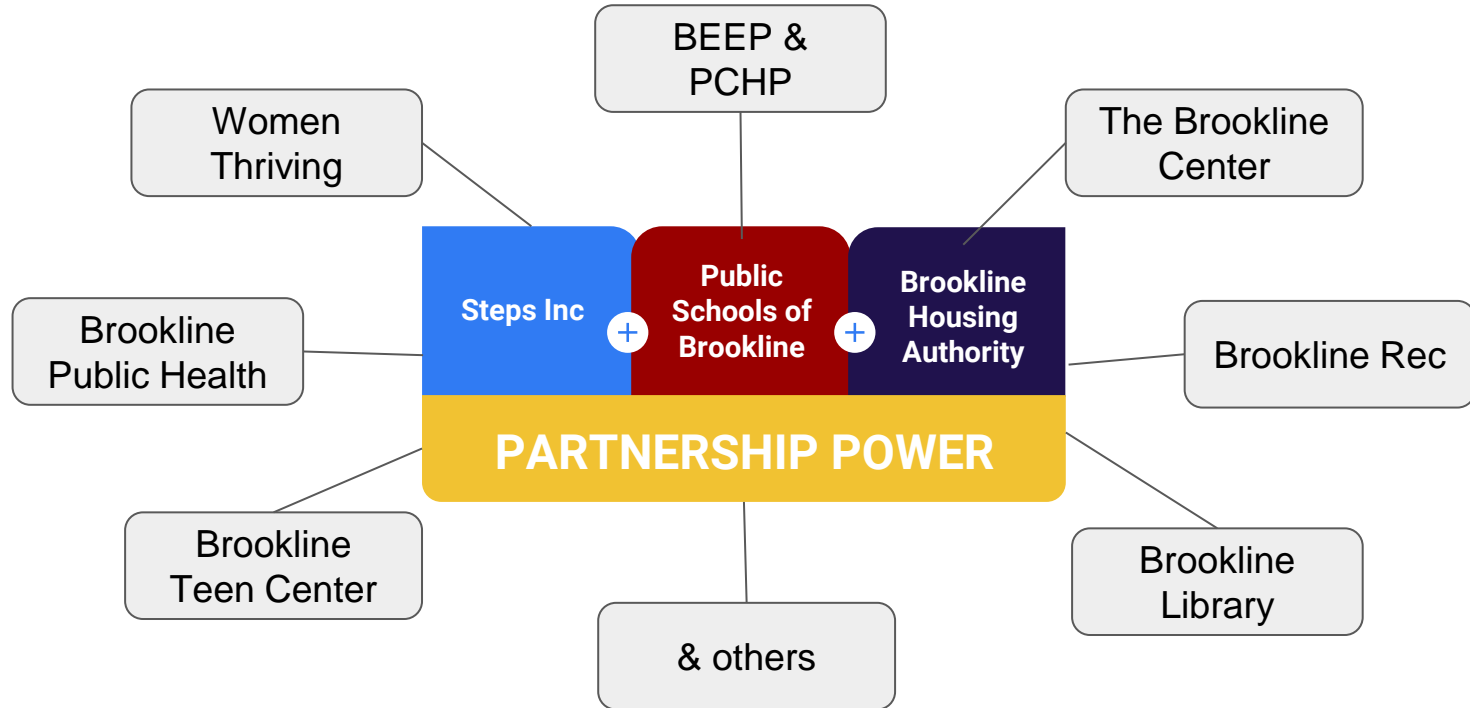 BEEP &
PCHP
Women
Thriving
The Brookline
Center
Steps Inc
Public
Schools of
Brookline
Brookline
Housing
Authority
+
+
Brookline
Public Health
Brookline Rec
PARTNERSHIP POWER
Brookline
Teen Center
Brookline
Library
& others